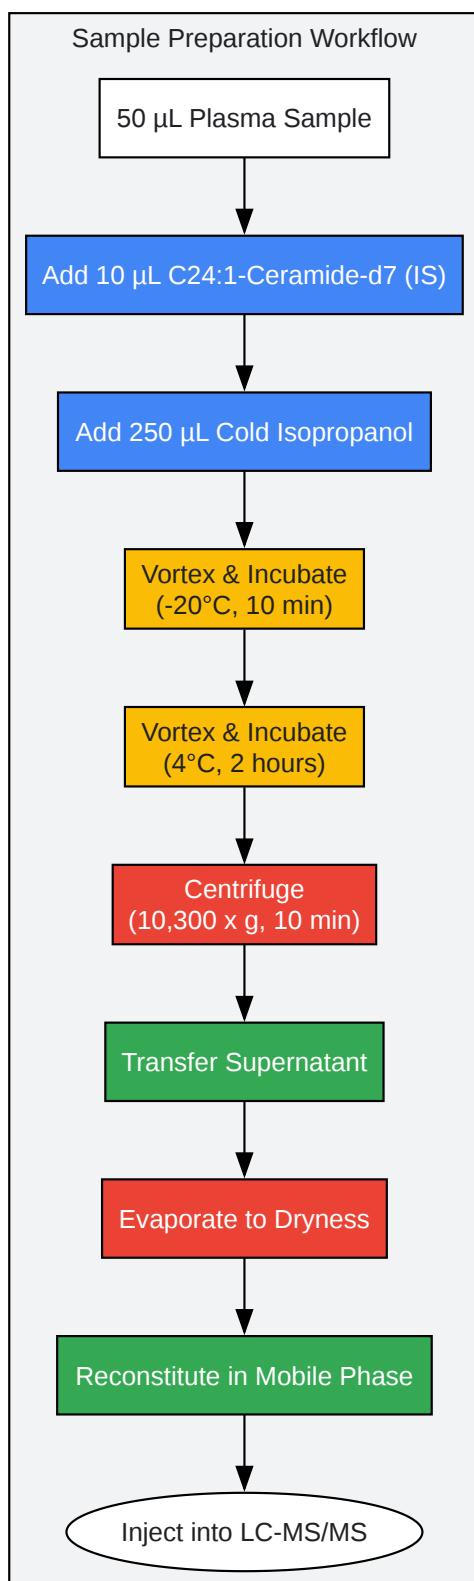 Sample Preparation Workflow
50 µL Plasma Sample
Add 10 µL C24:1-Ceramide-d7 (IS)
Add 250 µL Cold Isopropanol
Vortex & Incubate
(-20°C, 10 min)
Vortex & Incubate
(4°C, 2 hours)
Centrifuge
(10,300 x g, 10 min)
Transfer Supernatant
Evaporate to Dryness
Reconstitute in Mobile Phase
Inject into LC-MS/MS